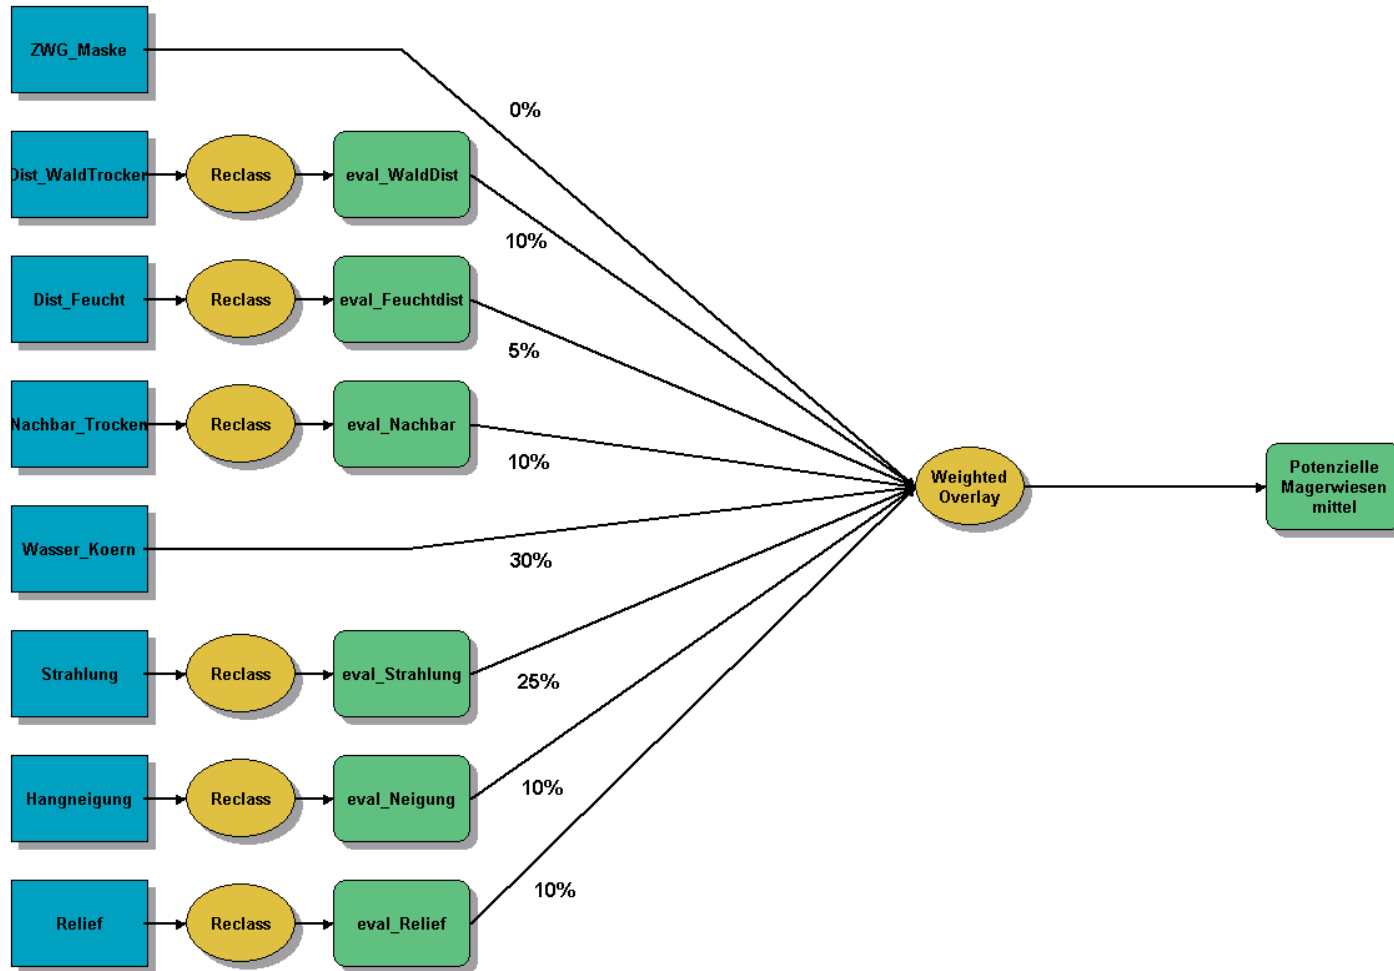 ZWG_Maske
0%
Dist_WaldTrocken
Reclass
eval_WaldDist
10%
Dist_Feucht
Reclass
eval_Feuchtdist
5%
Nachbar_Trocken
Reclass
eval_Nachbar
10%
Weighted
Overlay
Potenzielle
Magerwiesen
mittel
Wasser_Koern
30%
Strahlung
Reclass
eval_Strahlung
25%
Hangneigung
Reclass
eval_Neigung
10%
Relief
Reclass
eval_Relief
10%